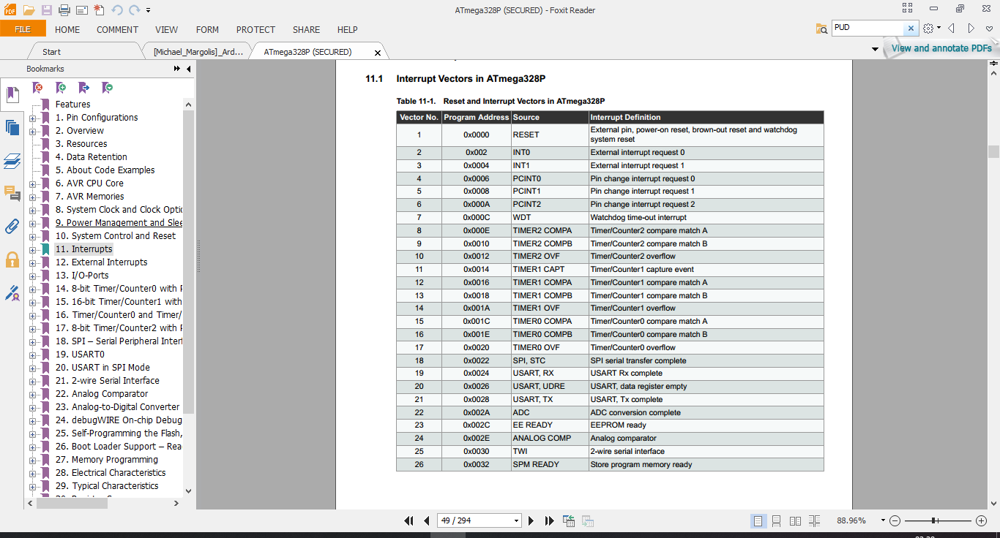 ATmega328P (SECURED) - Foxit Reader
FILE HOME COMMENT VIEW FORM PROTECT SHARE HELP
PUD
Start
[Michael_Margolis]_Ard...
ATmega328P (SECURED)
View and annotate PDFs
Bookmarks
Features
1. Pin Configurations
2. Overview
3. Resources
4. Data Retention
5. About Code Examples
6. AVR CPU Core
7. AVR Memories
8. System Clock and Clock Optic
9. Power Management and Slee
10. System Control and Reset
11. Interrupts
12. External Interrupts
13. I/O-Ports
14. 8-bit Timer/Counter0 with P
15. 16-bit Timer/Counter1 with
16. Timer/Counter0 and Timer/
17. 8-bit Timer/Counter2 with P
18. SPI – Serial Peripheral Interf
19. USART0
20. USART in SPI Mode
21. 2-wire Serial Interface
22. Analog Comparator
23. Analog-to-Digital Converter
24. debugWIRE On-chip Debug
25. Self-Programming the Flash,
26. Boot Loader Support – Rea
27. Memory Programming
28. Electrical Characteristics
29. Typical Characteristics
11.1 Interrupt Vectors in ATmega328P
Table 11-1. Reset and Interrupt Vectors in ATmega328P
Vector No. Program Address Source Interrupt Definition
1 0x0000 RESET External pin, power-on reset, brown-out reset and watchdog
system reset
2 0x002 INT0 External interrupt request 0
3 0x0004 INT1 External interrupt request 1
4 0x0006 PCINT0 Pin change interrupt request 0
5 0x0008 PCINT1 Pin change interrupt request 1
6 0x000A PCINT2 Pin change interrupt request 2
7 0x000C WDT Watchdog time-out interrupt
8 0x000E TIMER2 COMPA Timer/Counter2 compare match A
9 0x0010 TIMER2 COMPB Timer/Counter2 compare match B
10 0x0012 TIMER2 OVF Timer/Counter2 overflow
11 0x0014 TIMER1 CAPT Timer/Counter1 capture event
12 0x0016 TIMER1 COMPA Timer/Counter1 compare match A
13 0x0018 TIMER1 COMPB Timer/Counter1 compare match B
14 0x001A TIMER1 OVF Timer/Counter1 overflow
15 0x001C TIMER0 COMPA Timer/Counter0 compare match A
16 0x001E TIMER0 COMPB Timer/Counter0 compare match B
17 0x0020 TIMER0 OVF Timer/Counter0 overflow
18 0x0022 SPI, STC SPI serial transfer complete
19 0x0024 USART, RX USART Rx complete
20 0x0026 USART, UDRE USART, data register empty
21 0x0028 USART, TX USART, Tx complete
22 0x002A ADC ADC conversion complete
23 0x002C EE READY EEPROM ready
24 0x002E ANALOG COMP Analog comparator
25 0x0030 TWI 2-wire serial interface
26 0x0032 SPM READY Store program memory ready
49 / 294
88.96%